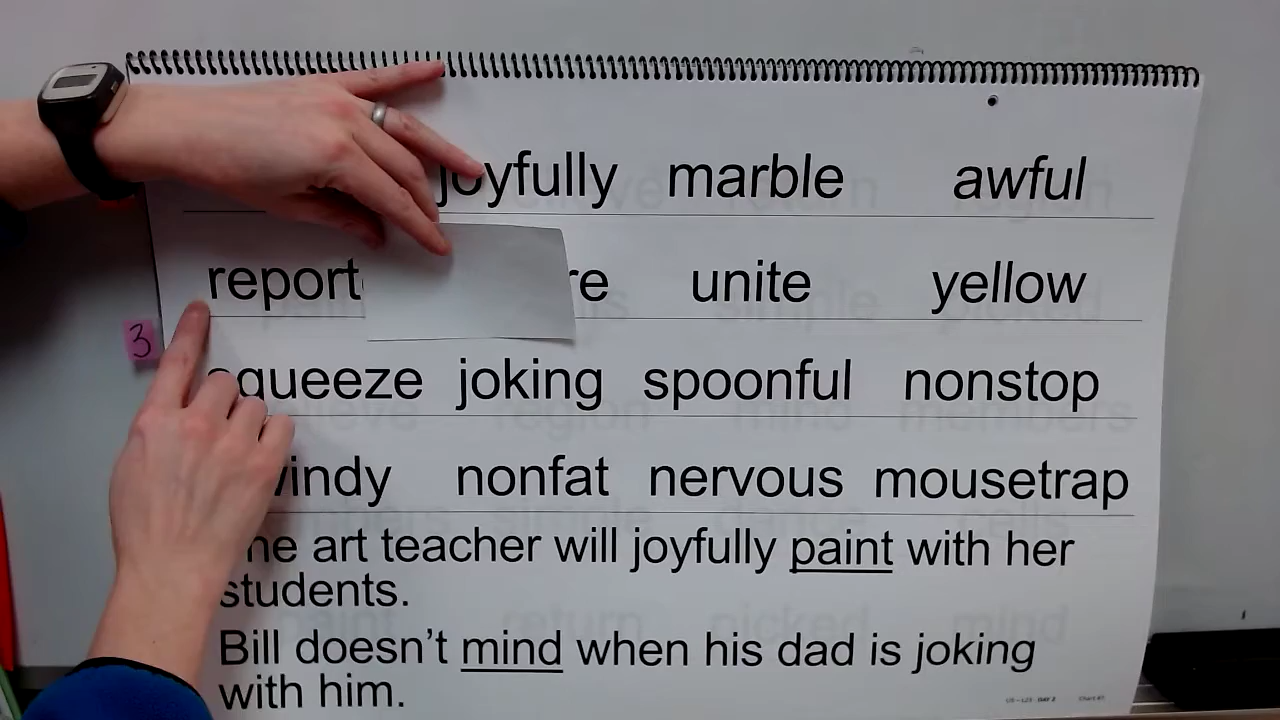 joyfully marble awful
report re unite yellow
squeeze joking spoonful nonstop
windy nonfat nervous mousetrap
The art teacher will joyfully paint with her
students.
Bill doesn’t mind when his dad is joking
with him.
3